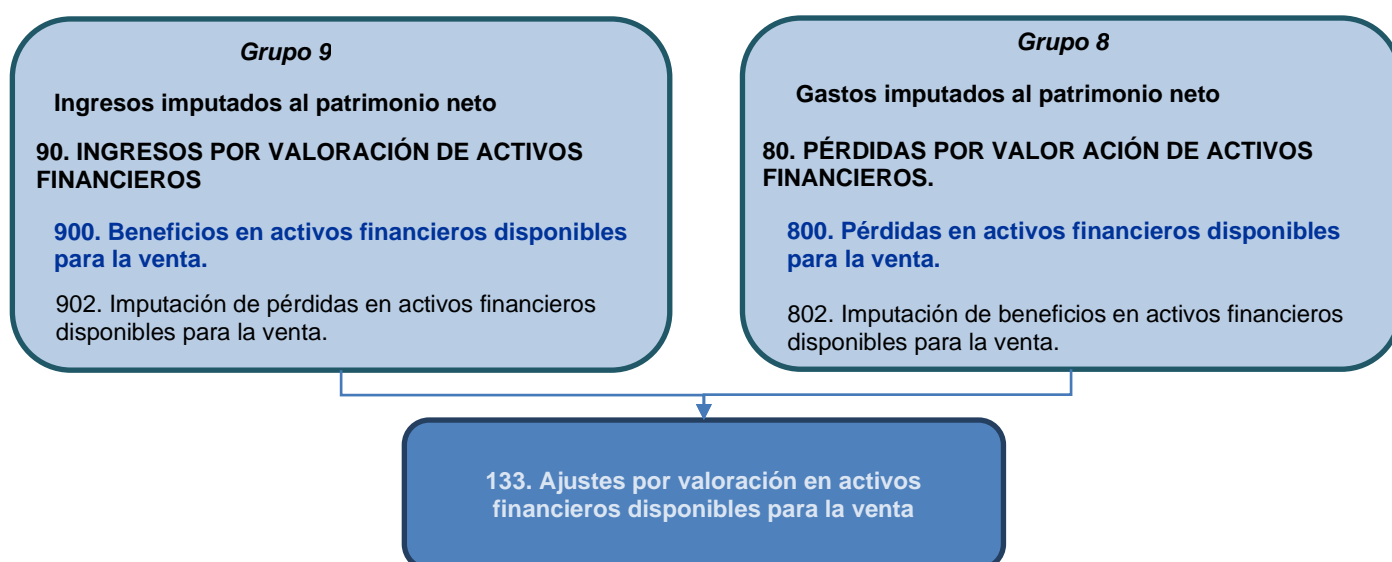 Grupo 9
Ingresos imputados al patrimonio neto
90. INGRESOS POR VALORACIÓN DE ACTIVOS
FINANCIEROS
900. Beneficios en activos financieros disponibles
para la venta.
902. Imputación de pérdidas en activos financieros
disponibles para la venta.
Grupo 8
Gastos imputados al patrimonio neto
80. PÉRDIDAS POR VALOR ACIÓN DE ACTIVOS
FINANCIEROS.
800. Pérdidas en activos financieros disponibles
para la venta.
802. Imputación de beneficios en activos financieros
disponibles para la venta.
133. Ajustes por valoración en activos
financieros disponibles para la venta